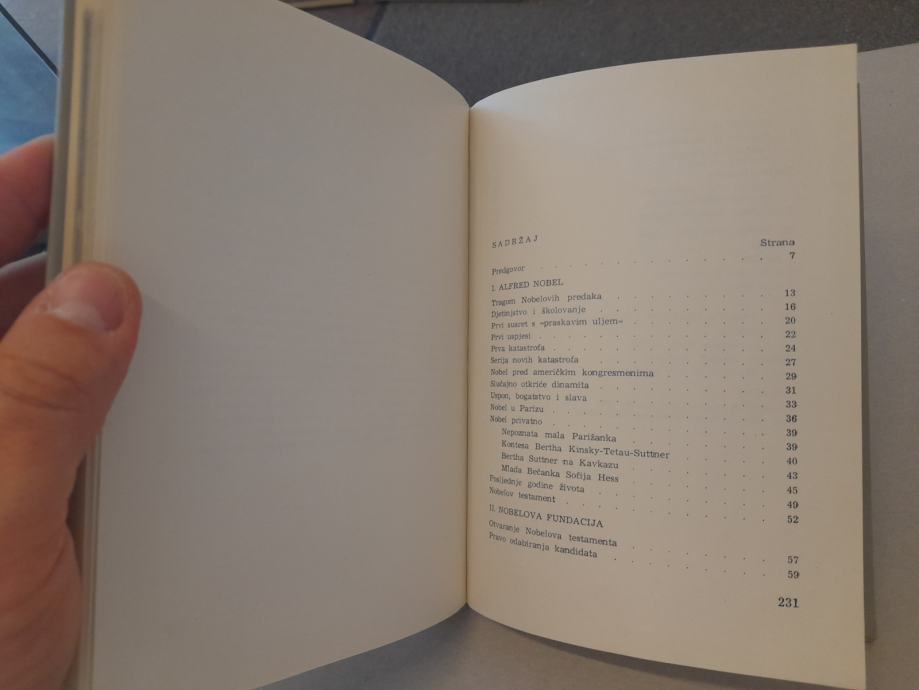 SADRŽAJ
Strana
Predgovor . . . . . . . . . . 7
I. ALFRED NOBEL
Tragom Nobelovih predaka . . . . . . . 13
Djetinjstvo i školovanje . . . . . . . . 16
Prvi susret s »praskavim uljem« . . . . . . . 20
Prvi uspjesi . . . . . . . . . . 22
Prva katastrofa . . . . . . . . . 24
Serija novih katastrofa . . . . . . . . 27
Nobel pred američkim kongresmenima . . . . . . 29
Slučajno otkriće dinamita . . . . . . . . 31
Uspon, bogatstvo i slava . . . . . . . . 33
Nobel u Parizu . . . . . . . . . 36
Nobel privatno . . . . . . . . . 39
Nepoznata mala Parižanka . . . . . . . 39
Kontesa Bertha Kinsky-Tetau-Suttner . . . . . 40
Bertha Suttner na Kavkazu . . . . . . . 43
Mlada Bečanka Sofija Hess . . . . . . . 45
Posljednje godine života . . . . . . . . 49
Nobelov testament . . . . . . . . . 52
II. NOBELOVA FUNDACIJA
Otvaranje Nobelova testamenta . . . . . . . 57
Pravo odabiranja kandidata . . . . . . . . 59
231